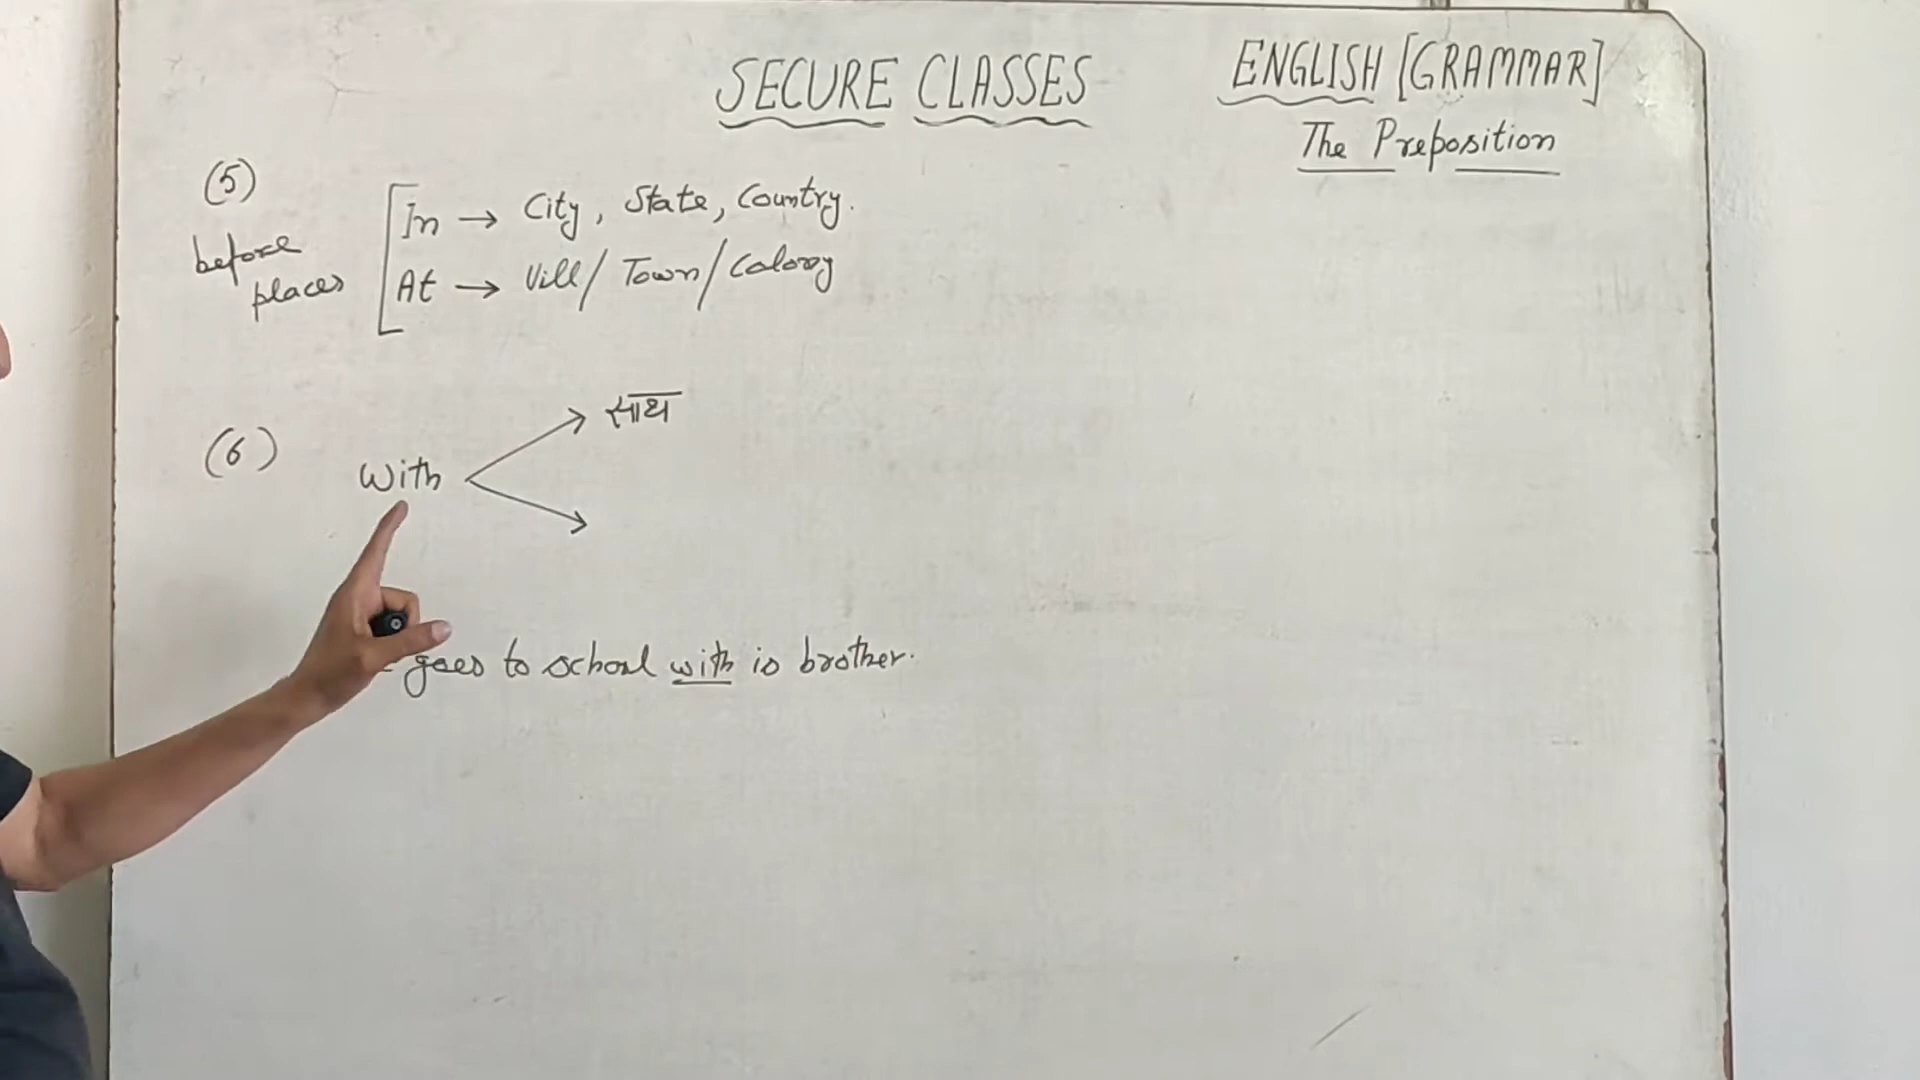 SECURE CLASSES
ENGLISH [GRAMMAR]
The Preposition
(5)
before
places
In → City, State, Country.
At → Vill/ Town/ Colony
(6)
With
साथ
goes to school with is brother.